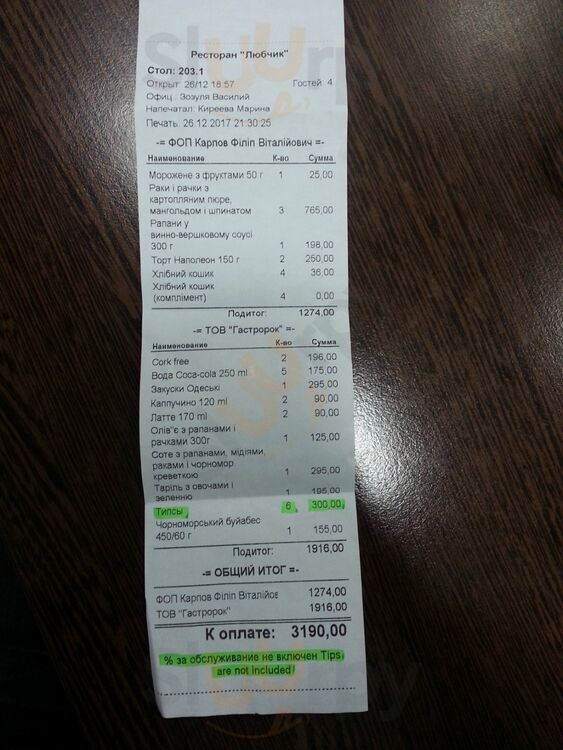 Ресторан "Любчик"
Стол: 203.1
Открыт: 26/12 18:57 Гостей: 4
Офиц.: Зозуля Василий
Напечатал: Киреева Марина
Печать: 26.12.2017 21:30:25
-= ФОП Карпов Філіп Віталійович =-
Наименование К-во Сумма
Морожене з фруктами 50 г 1 25,00
Раки і рачки з
картопляним пюре,
мангольдом і шпинатом 3 765,00
Рапани у
винно-вершковому соусі
300 г 1 198,00
Торт Наполеон 150 г 2 250,00
Хлібний кошик 4 36,00
Хлібний кошик
(комплімент) 4 0,00
Подитог: 1274,00
-= ТОВ "Гастророк" =-
Наименование К-во Сумма
Cork free 2 196,00
Вода Coca-cola 250 ml 5 175,00
Закуски Одеські 1 295,00
Каппучино 120 ml 2 90,00
Латте 170 ml 2 90,00
Олів"є з рапанами і
рачками 300г 1 125,00
Соте з рапанами, мідіями,
раками і чорномор
креветкою 1 295,00
Таріль з овочами і
зеленню 1 195,00
Типсы 6 300,00
Чорноморський буйабес
450/60 г 1 155,00
Подитог: 1916,00
-= ОБЩИЙ ИТОГ =-
ФОП Карпов Філіп Віталійов 1274,00
ТОВ "Гастророк" 1916,00
К оплате: 3190,00
% за обслуживание не включен Tips
are not included!